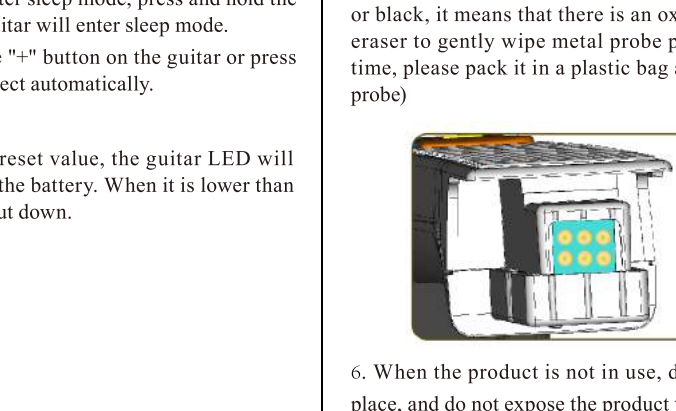 sleep mode, press and hold the
uitar will enter sleep mode.
"+" button on the guitar or press
ect automatically.
reset value, the guitar LED will
the battery. When it is lower than
ut down.
or black, it means that there is an ox
eraser to gently wipe metal probe p
time, please pack it in a plastic bag a
probe)
6. When the product is not in use, d
place, and do not expose the product